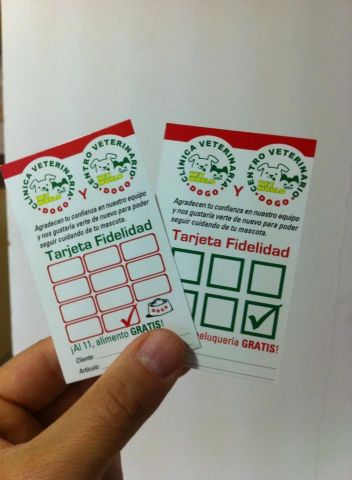 CLINICA VETERINARIA
DOGO
Y
CENTRO VETERINARIO
DOGO
Agradecen tu confianza en nuestro equipo
y nos gustaría verte de nuevo para poder
seguir cuidando de tu mascota.
Tarjeta Fidelidad
DOGO
¡Al 11, alimento GRATIS!
Cliente:
Artículo:
CLINICA VETERINARIA
DOGO
Y
CENTRO VETERINARIO
DOGO
Agradecen tu confianza en nuestro equipo
y nos gustaría verte de nuevo para poder
seguir cuidando de tu mascota.
Tarjeta Fidelidad
peluquería GRATIS!